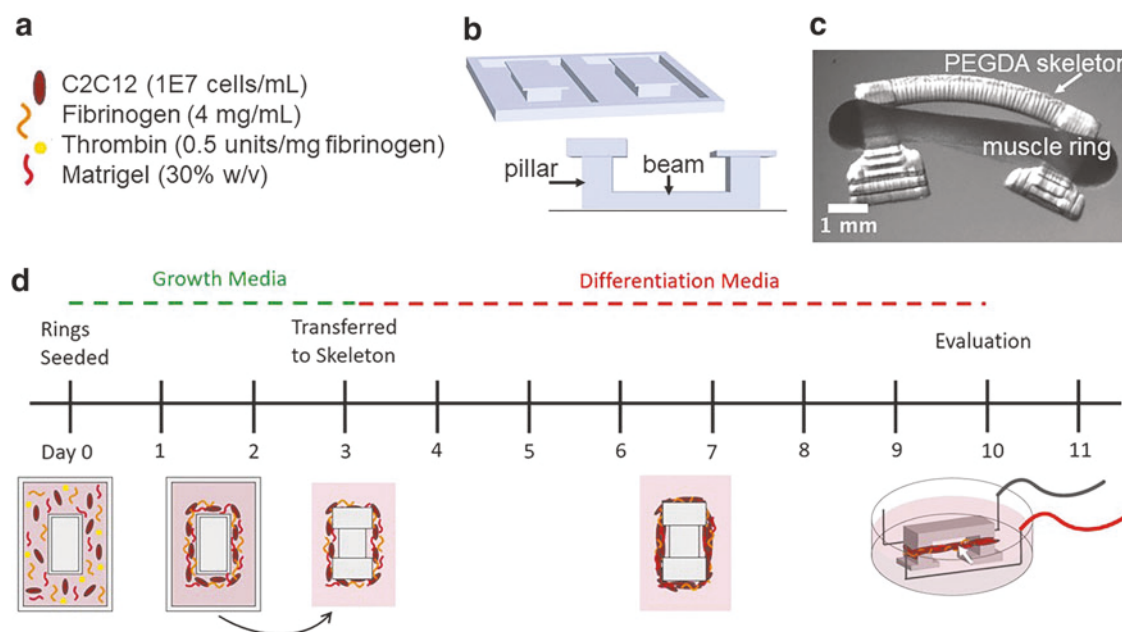 a
C2C12 (1E7 cells/mL)
Fibrinogen (4 mg/mL)
Thrombin (0.5 units/mg fibrinogen)
Matrigel (30% w/v)
b
pillar
beam
c
PEGDA skeletor
muscle ring
1 mm
d
Growth Media
Differentiation Media
Rings
Seeded
Transferred
to Skeleton
Evaluation
Day 0 1 2 3 4 5 6 7 8 9 10 11